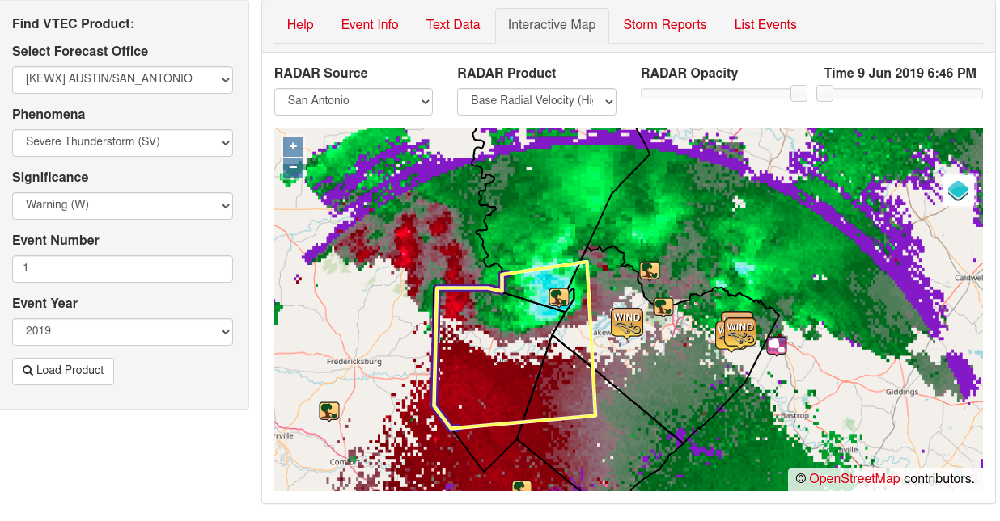 Find VTEC Product:
Select Forecast Office
[KEWX] AUSTIN/SAN_ANTONIO
Phenomena
Severe Thunderstorm (SV)
Significance
Warning (W)
Event Number
1
Event Year
2019
Load Product
Help Event Info Text Data Interactive Map Storm Reports List Events
RADAR Source RADAR Product RADAR Opacity Time 9 Jun 2019 6:46 PM
San Antonio Base Radial Velocity (Hi
+
−
Caldwel
WIND
WIND
akew
Fredericksburg
Giddings
Bastrop
rville
ville
Com
© OpenStreetMap contributors.